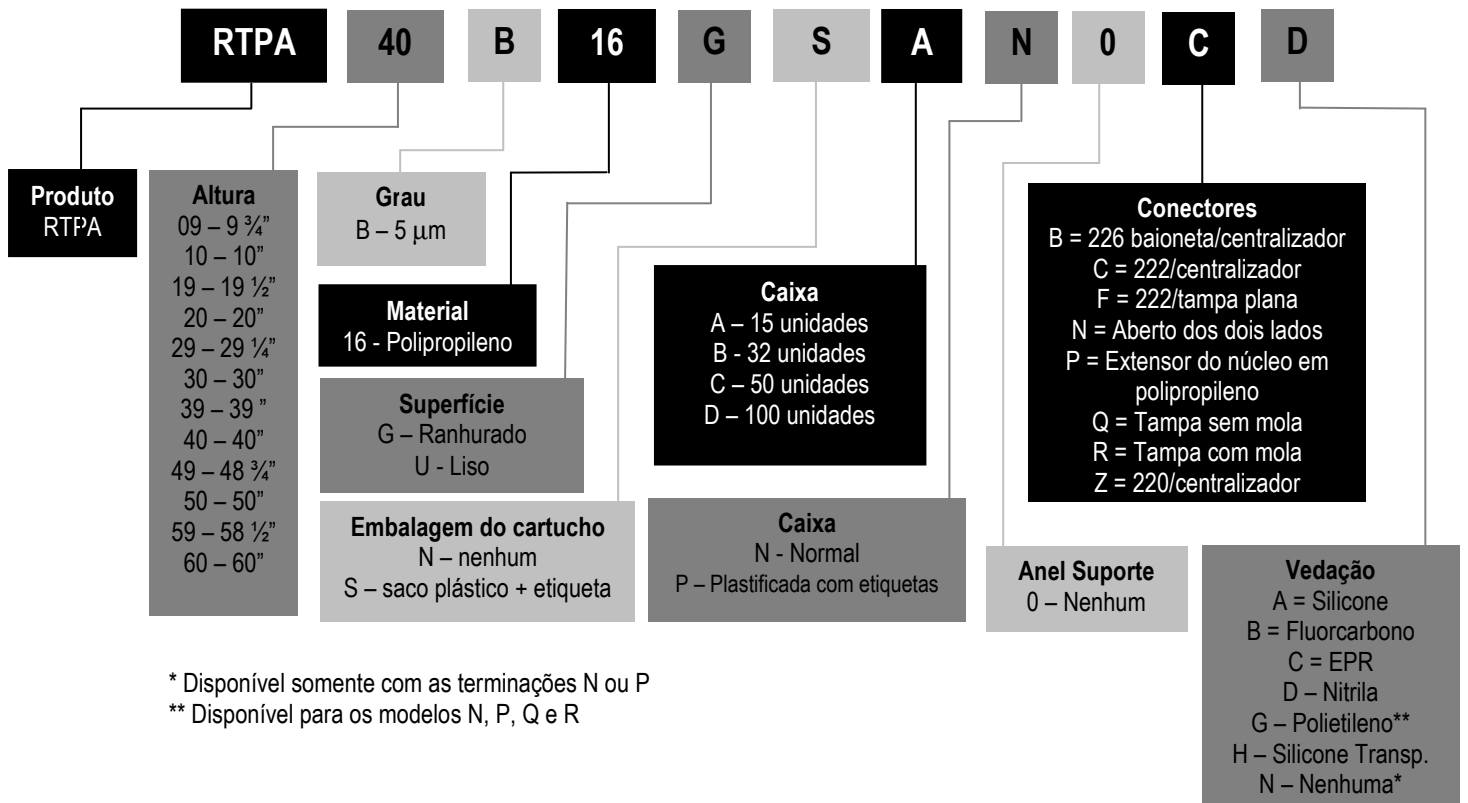 RTPA 40 B 16 G S A N 0 C D
Produto
RTPA
Altura
09 – 9 ¾”
10 – 10”
19 – 19 ½”
20 – 20”
29 – 29 ¼”
30 – 30”
39 – 39 ”
40 – 40”
49 – 48 ¾”
50 – 50”
59 – 58 ½”
60 – 60”
Grau
B – 5 μm
Material
16 - Polipropileno
Superfície
G – Ranhurado
U - Liso
Embalagem do cartucho
N – nenhum
S – saco plástico + etiqueta
Caixa
A – 15 unidades
B - 32 unidades
C – 50 unidades
D – 100 unidades
Caixa
N - Normal
P – Plastificada com etiquetas
Anel Suporte
0 – Nenhum
Conectores
B = 226 baioneta/centralizador
C = 222/centralizador
F = 222/tampa plana
N = Aberto dos dois lados
P = Extensor do núcleo em
polipropileno
Q = Tampa sem mola
R = Tampa com mola
Z = 220/centralizador
Vedação
A = Silicone
B = Fluorcarbono
C = EPR
D – Nitrila
G – Polietileno**
H – Silicone Transp.
N – Nenhuma*
* Disponível somente com as terminações N ou P
** Disponível para os modelos N, P, Q e R